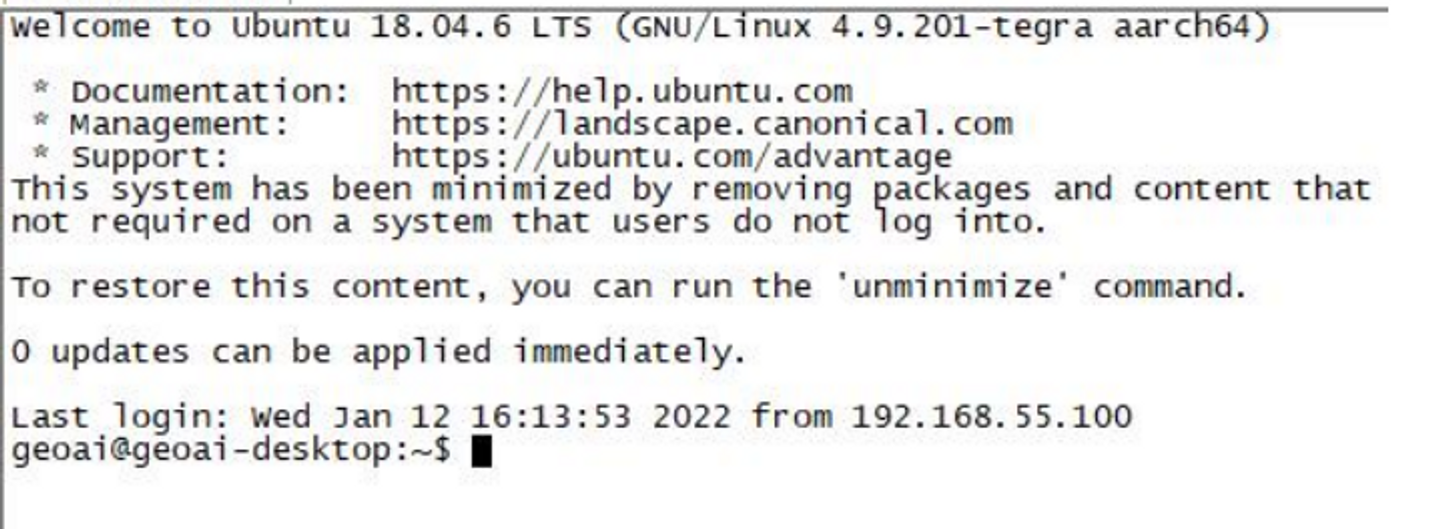 Welcome to Ubuntu 18.04.6 LTS (GNU/Linux 4.9.201-tegra aarch64)
* Documentation: https://help.ubuntu.com
* Management: https://landscape.canonical.com
* Support: https://ubuntu.com/advantage
This system has been minimized by removing packages and content that
not required on a system that users do not log into.
To restore this content, you can run the 'unminimize' command.
0 updates can be applied immediately.
Last login: Wed Jan 12 16:13:53 2022 from 192.168.55.100
geoai@geoai-desktop:~$